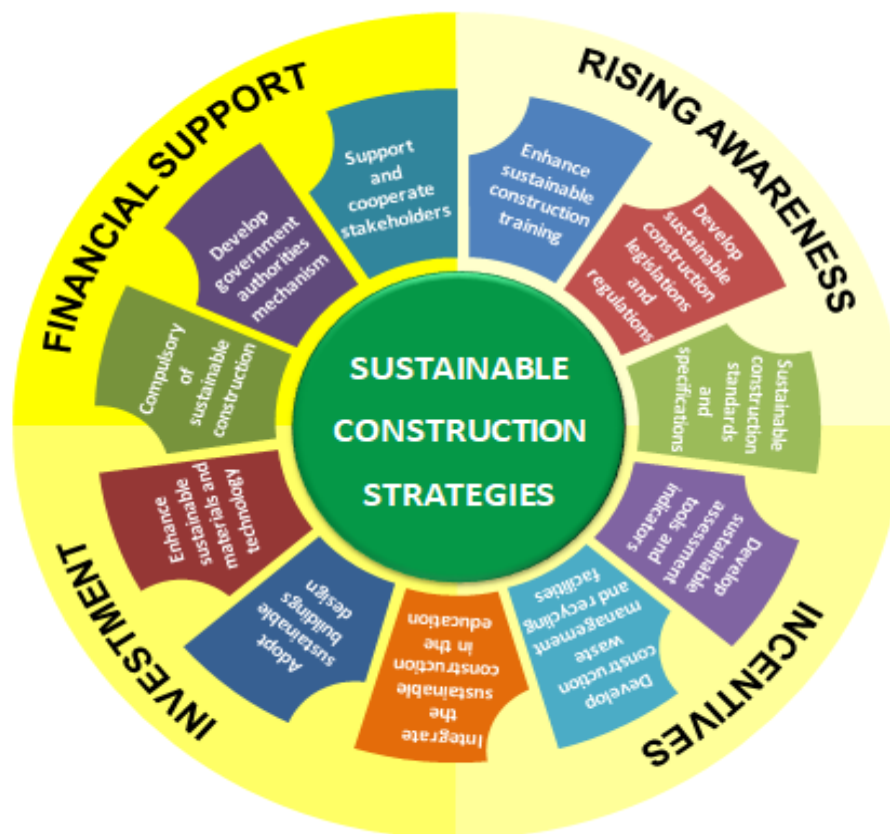 FINANCIAL SUPPORT
RISING AWARENESS
INCENTIVES
INVESTMENT
SUSTAINABLE
CONSTRUCTION
STRATEGIES
Enhance
sustainable
construction
training
Develop
sustainable
construction
legislations
and
regulations
Sustainable
construction
standards
and
specifications
Develop
sustainable
assessment
tools and
indicators
Develop
construction
waste
management
and recycling
facilities
Integrate
the
sustainable
construction
in the
education
Adopt
sustainable
buildings
design
Enhance
sustainable
materials and
technology
Compulsory
of
sustainable
construction
Develop
government
authorities
mechanism
Support
and
cooperate
stakeholders